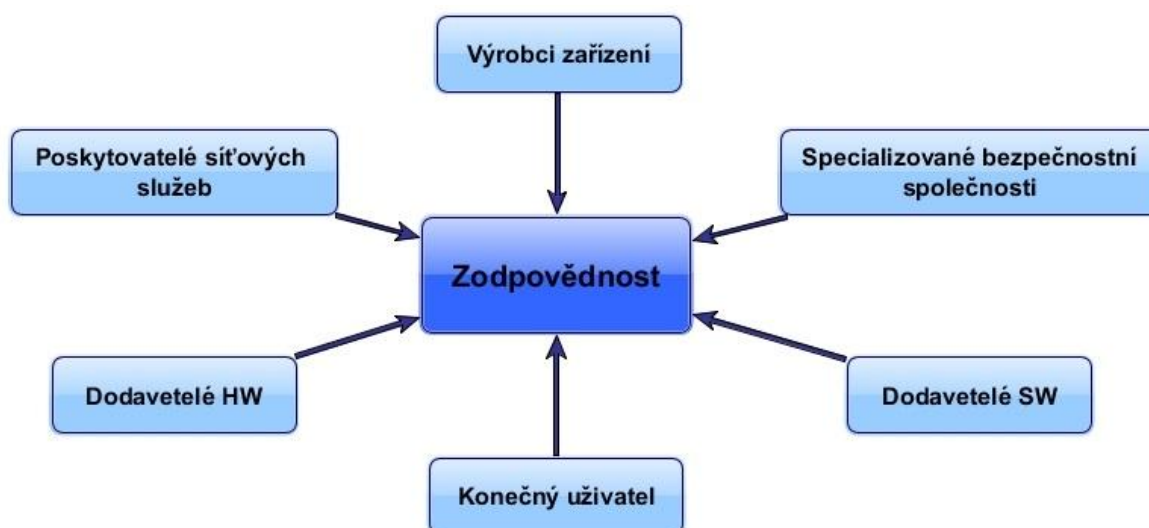 Výrobci zařízení
Poskytovatelé síťových
služeb
Specializované bezpečnostní
společnosti
Zodpovědnost
Dodavetelé HW
Dodavetelé SW
Konečný uživatel